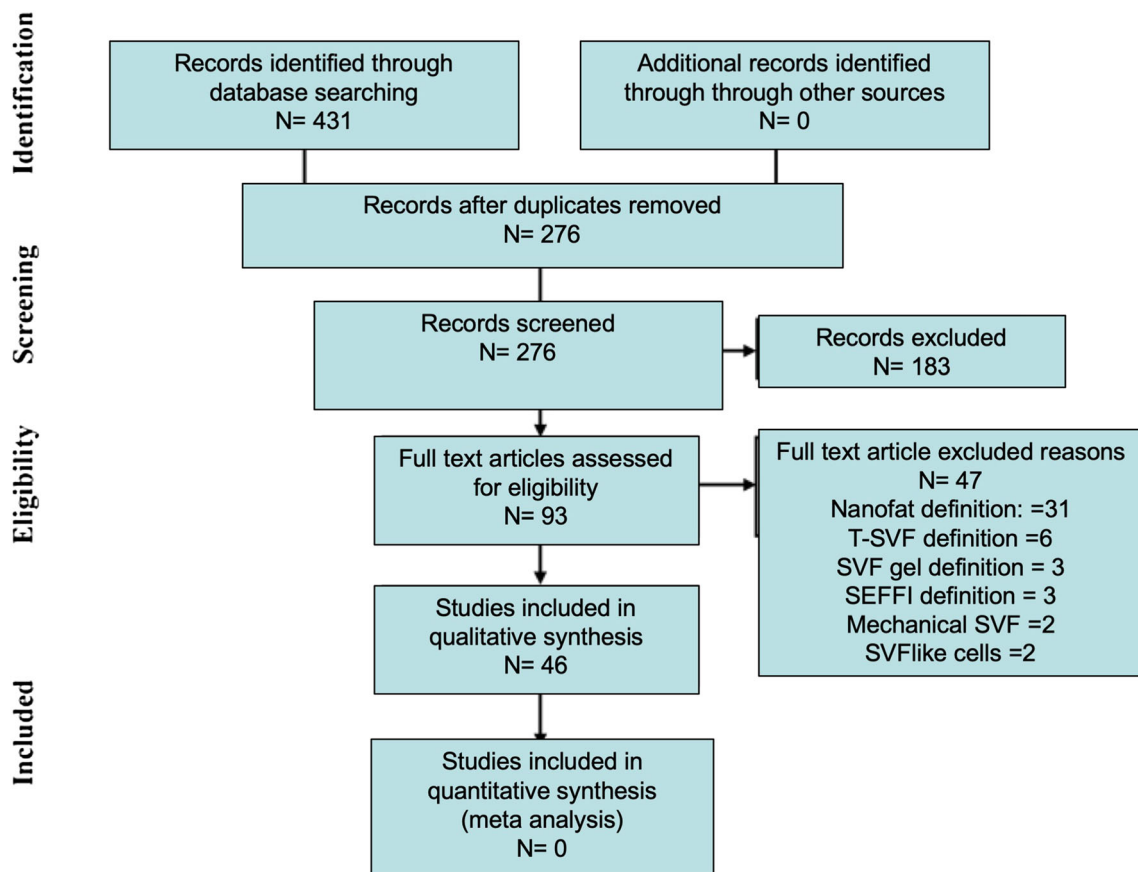 Identification
Records identified through
database searching
N= 431
Additional records identified
through through other sources
N= 0
Records after duplicates removed
N= 276
Screening
Records screened
N= 276
Records excluded
N= 183
Eligibility
Full text articles assessed
for eligibility
N= 93
Full text article excluded reasons
N= 47
Nanofat definition: =31
T-SVF definition =6
SVF gel definition = 3
SEFFI definition = 3
Mechanical SVF =2
SVFlike cells =2
Included
Studies included in
qualitative synthesis
N= 46
Studies included in
quantitative synthesis
(meta analysis)
N= 0